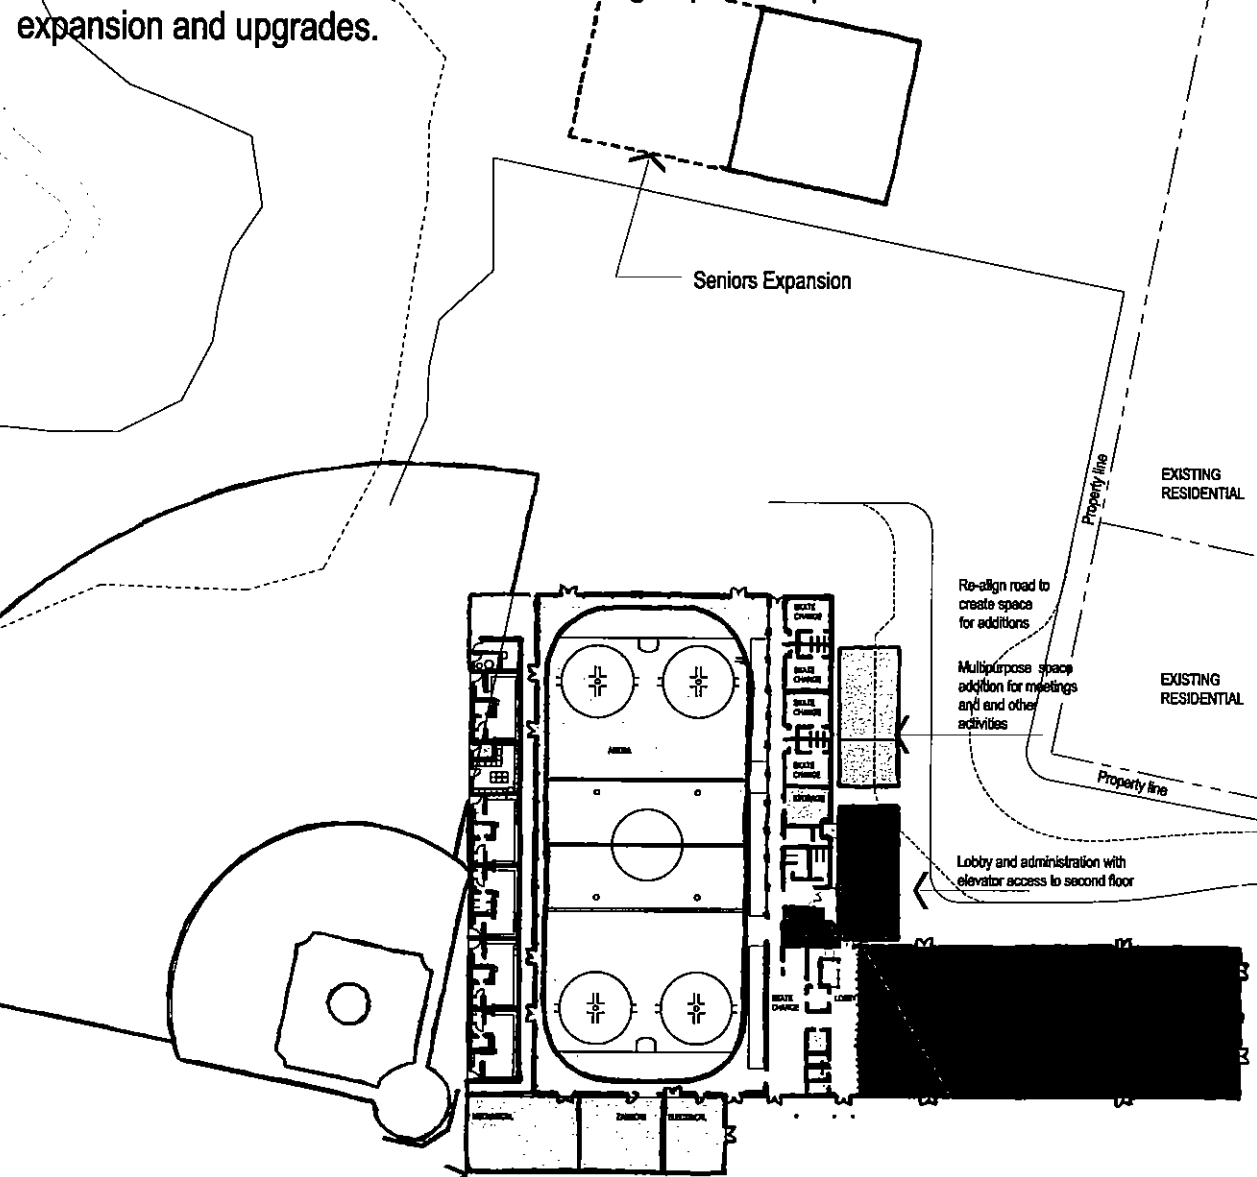 expansion and upgrades.
Seniors Expansion
Property line
EXISTING
RESIDENTIAL
Re-align road to
create space
for additions
SKATE
CHANGE
Multipurpose space
addition for meetings
and and other
activities
SKATE
CHANGE
EXISTING
RESIDENTIAL
SKATE
CHANGE
ARENA
SKATE
CHANGE
Property line
STORAGE
Lobby and administration with
elevator access to second floor
SKATE
CHANGE
LOBBY
MECHANICAL
ZAMBONI
ELECTRICAL